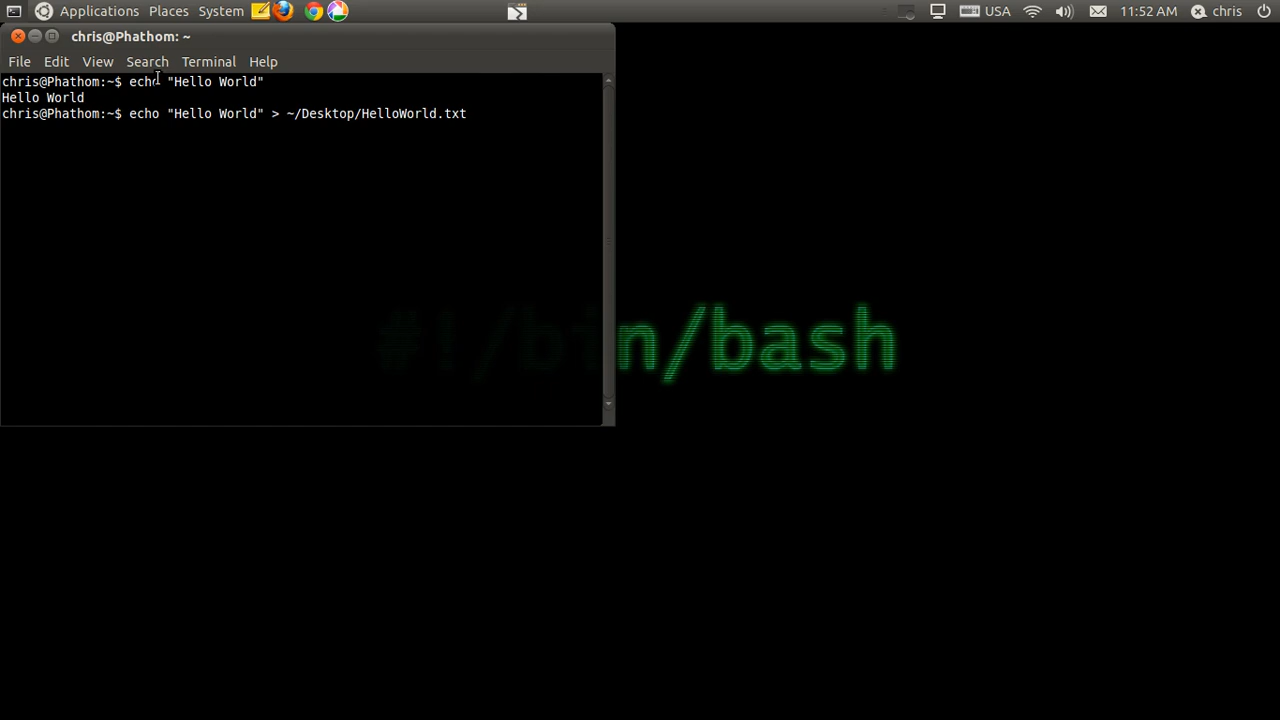 Applications Places System USA 11:52 AM chris
chris@Phathom: ~
File Edit View Search Terminal Help
chris@Phathom:~$ echo "Hello World"
Hello World
chris@Phathom:~$ echo "Hello World" > ~/Desktop/HelloWorld.txt
#!/bin/bash